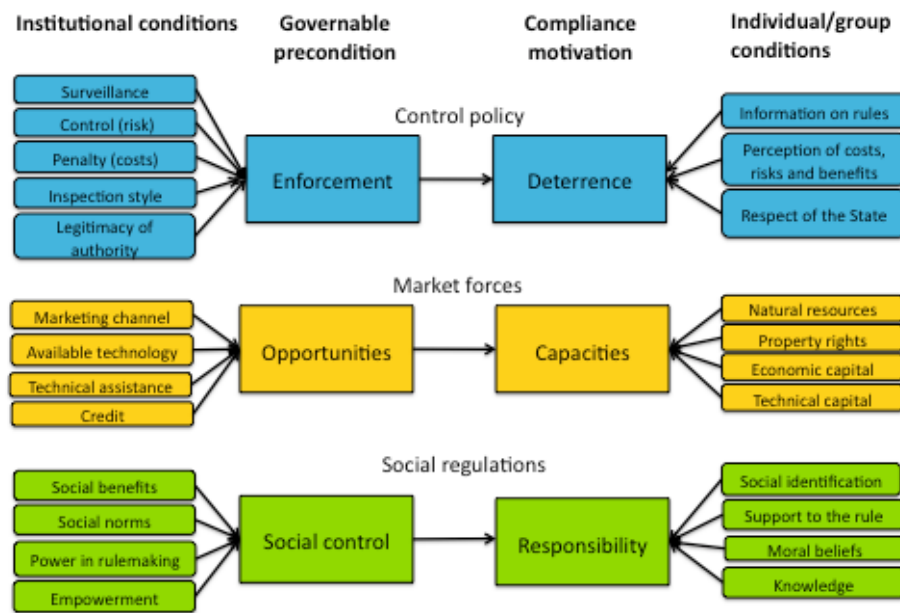 Institutional conditions
Governable
precondition
Compliance
motivation
Individual/group
conditions
Control policy
Surveillance
Control (risk)
Penalty (costs)
Inspection style
Legitimacy of
authority
Enforcement
Deterrence
Information on rules
Perception of costs,
risks and benefits
Respect of the State
Market forces
Marketing channel
Available technology
Technical assistance
Credit
Opportunities
Capacities
Natural resources
Property rights
Economic capital
Technical capital
Social regulations
Social benefits
Social norms
Power in rulemaking
Empowerment
Social control
Responsibility
Social identification
Support to the rule
Moral beliefs
Knowledge